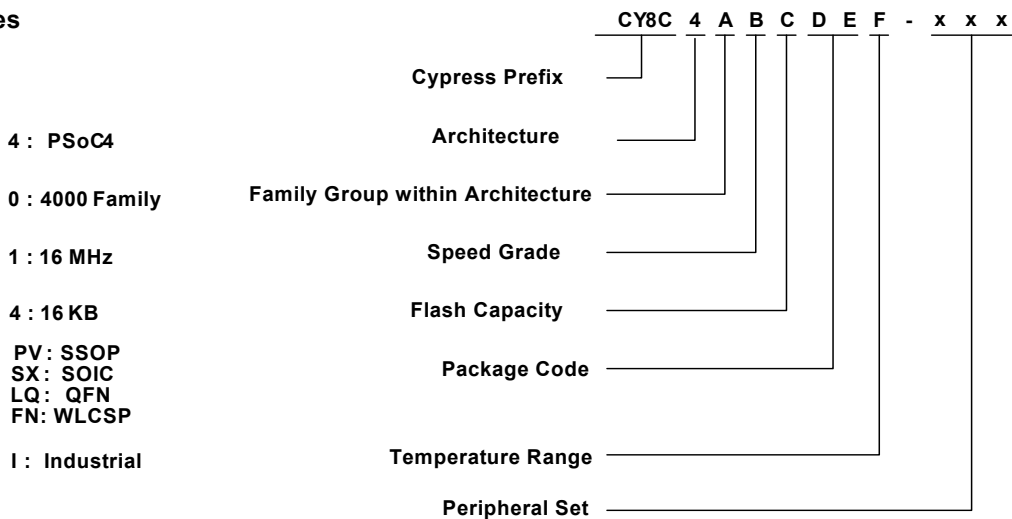 es
CY8C 4 A B C D E F - x x x
Cypress Prefix
4 : PSoC4 Architecture
0 : 4000 Family Family Group within Architecture
1 : 16 MHz Speed Grade
4 : 16 KB Flash Capacity
PV : SSOP
SX : SOIC
LQ : QFN
FN: WLCSP
Package Code
I : Industrial Temperature Range
Peripheral Set